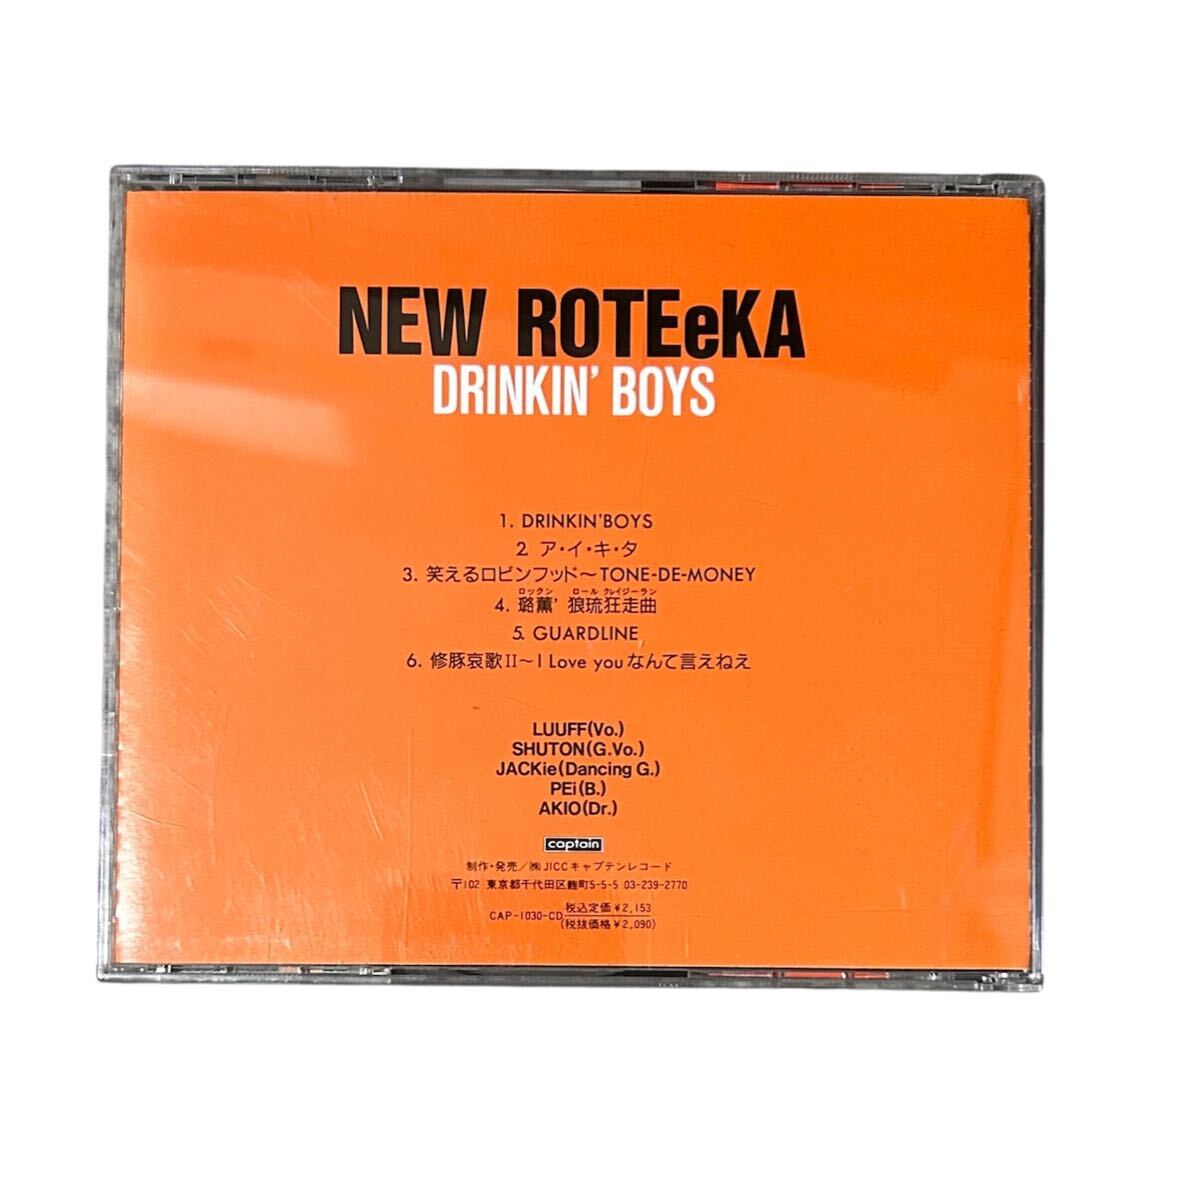 NEW ROTEeKA
DRINKIN' BOYS
1. DRINKIN'BOYS
2. ア・イ・キ・タ
3. 笑えるロビンフッド～TONE-DE-MONEY
ロックン ロール クレイジーラン
4. 璐薫' 狼琉狂走曲
5. GUARDLINE
6. 修豚哀歌II～I Love youなんて言えねえ
LUUFF(Vo.)
SHUTON(G.Vo.)
JACKie(Dancing G.)
PEi(B.)
AKIO(Dr.)
captain
制作・発売／㈱JICCキャプテンレコード
〒102 東京都千代田区麹町5-5-5 03-239-2770
CAP-1030-CD 税込定価¥2,153
(税抜価格¥2,090)